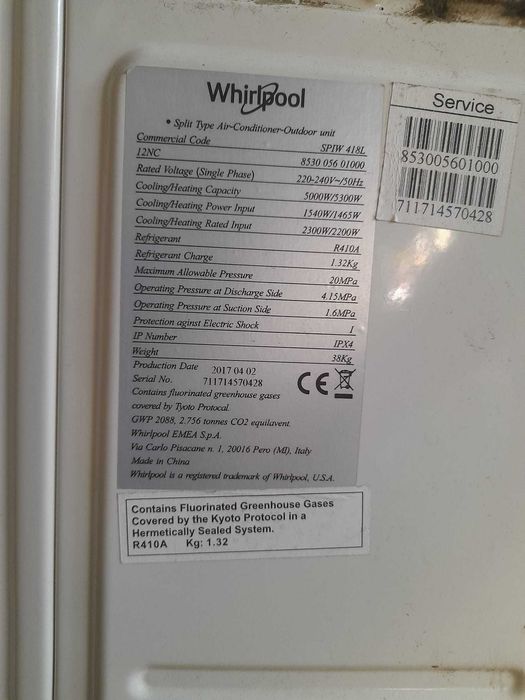 Whirlpool
• Split Type Air-Conditioner-Outdoor unit
Commercial Code SPIW 418L
12NC 8530 056 01000
Rated Voltage (Single Phase) 220-240V~/50Hz
Cooling/Heating Capacity 5000W/5300W
Cooling/Heating Power Input 1540W/1465W
Cooling/Heating Rated Input 2300W/2200W
Refrigerant R410A
Refrigerant Charge 1.32Kg
Maximum Allowable Pressure 20MPa
Operating Pressure at Discharge Side 4.15MPa
Operating Pressure at Suction Side 1.6MPa
Protection aginst Electric Shock I
IP Number IPX4
Weight 38Kg
Production Date 2017 04 02
Serial No. 711714570428
CE
Contains fluorinated greenhouse gases
covered by Tyoto Protocal
GWP 2088, 2.756 tonnes CO2 equilavent.
Whirlpool EMEA S.p.A.
Via Carlo Pisacane n. 1, 20016 Pero (MI), Italy
Made in China
Whirlpool is a registered trademark of Whirlpool, U.S.A.
Service
853005601000
711714570428
Contains Fluorinated Greenhouse Gases
Covered by the Kyoto Protocol in a
Hermetically Sealed System.
R410A Kg: 1.32